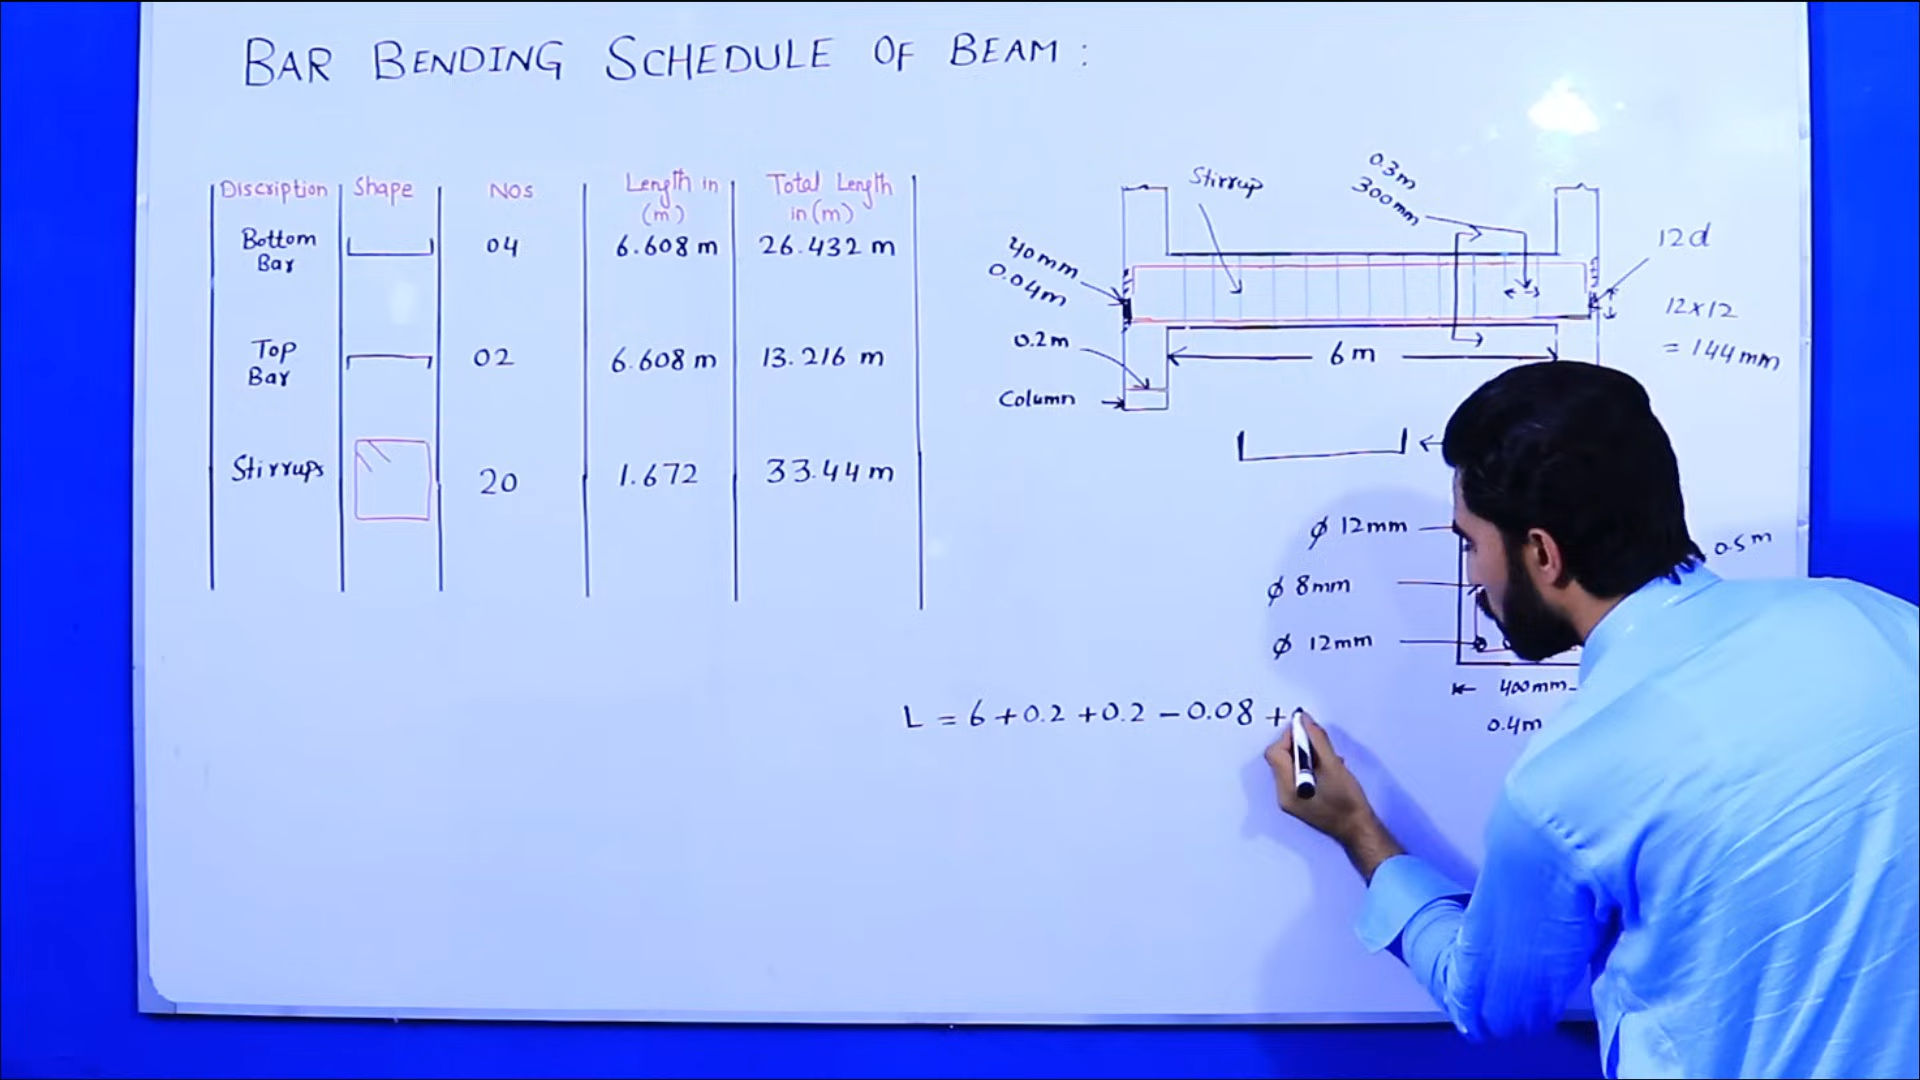 BAR BENDING SCHEDULE OF BEAM :
Discription Shape NOS Length in (m) Total Length in (m)
Bottom Bar 04 6.608 m 26.432 m
Top Bar 02 6.608 m 13.216 m
Stirrups 20 1.672 33.44 m
Stirrup
0.3m
300mm
12d
40mm
0.04m
12x12
= 144mm
0.2m
6m
Column
ϕ 12mm
0.5m
ϕ 8mm
ϕ 12mm
400mm
0.4m
L = 6 + 0.2 + 0.2 - 0.08 +